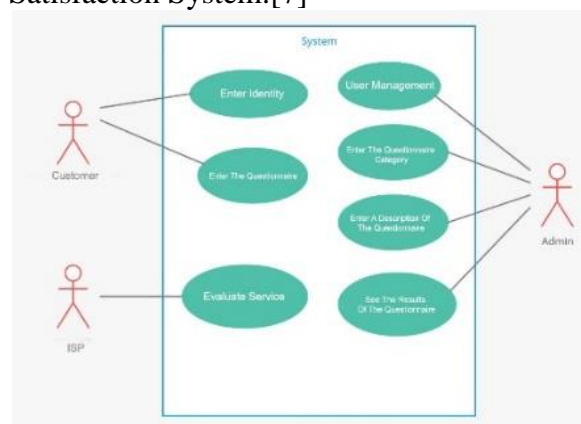 Satisfaction System.[7]
System
Enter Identity
User Management
Customer
Enter The Questionnaire
Enter The Questionnaire
Category
Enter A Description Of
The Questionnaire
Admin
Evaluate Service
See The Results
Of The Questionnaire
ISP